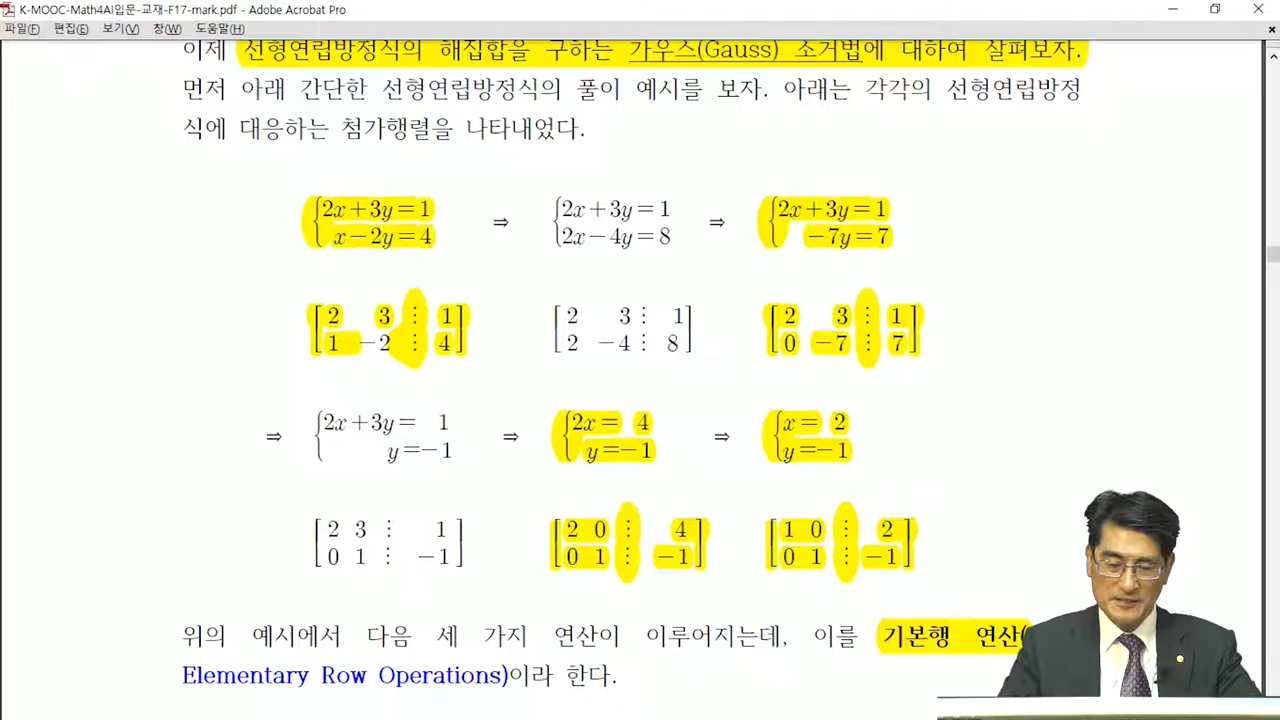 K-MOOC-Math4AI입문-교재-F17-mark.pdf - Adobe Acrobat Pro
파일(F) 편집(E) 보기(V) 창(W) 도움말(H)
이제 선형연립방정식의 해집합을 구하는 가우스(Gauss) 소거법에 대하여 살펴보자.
먼저 아래 간단한 선형연립방정식의 풀이 예시를 보자. 아래는 각각의 선형연립방정
식에 대응하는 첨가행렬을 나타내었다.
{2x+3y=1 ⇒ {2x+3y=1 ⇒ {2x+3y=1
x-2y=4 2x-4y=8 -7y=7
[2 3 ⋮ 1] [2 3 ⋮ 1] [2 3 ⋮ 1]
[1 -2 ⋮ 4] [2 -4 ⋮ 8] [0 -7 ⋮ 7]
⇒ {2x+3y= 1 ⇒ {2x= 4 ⇒ {x= 2
y=-1 y=-1 y=-1
[2 3 ⋮ 1] [2 0 ⋮ 4] [1 0 ⋮ 2]
[0 1 ⋮ -1] [0 1 ⋮ -1] [0 1 ⋮ -1]
위의 예시에서 다음 세 가지 연산이 이루어지는데, 이를 기본행 연산(
Elementary Row Operations)이라 한다.